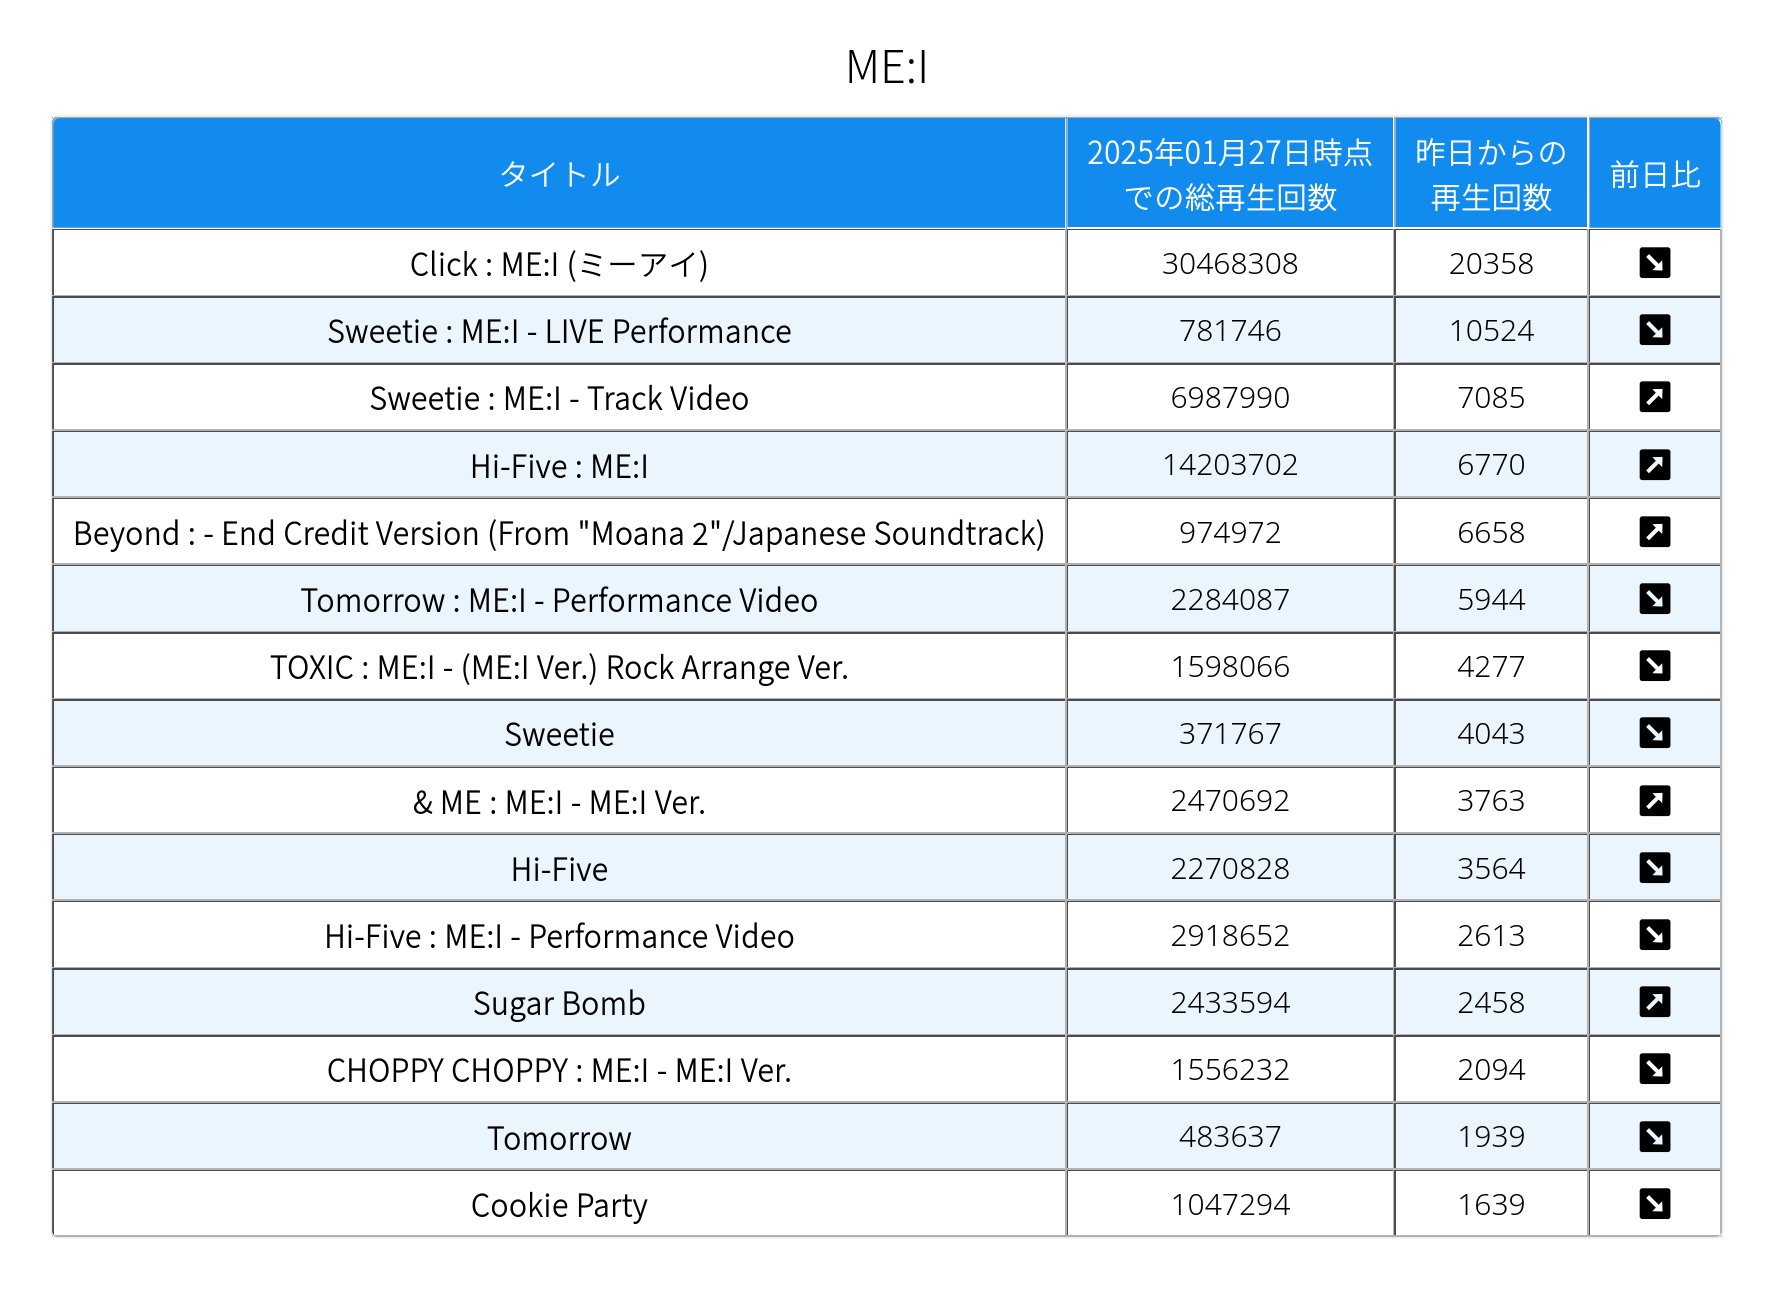 ME:I
タイトル 2025年01月27日時点での総再生回数 昨日からの再生回数 前日比
Click : ME:I (ミーアイ) 30468308 20358 ↘
Sweetie : ME:I - LIVE Performance 781746 10524 ↘
Sweetie : ME:I - Track Video 6987990 7085 ↗
Hi-Five : ME:I 14203702 6770 ↗
Beyond : - End Credit Version (From "Moana 2"/Japanese Soundtrack) 974972 6658 ↗
Tomorrow : ME:I - Performance Video 2284087 5944 ↘
TOXIC : ME:I - (ME:I Ver.) Rock Arrange Ver. 1598066 4277 ↘
Sweetie 371767 4043 ↘
& ME : ME:I - ME:I Ver. 2470692 3763 ↗
Hi-Five 2270828 3564 ↘
Hi-Five : ME:I - Performance Video 2918652 2613 ↘
Sugar Bomb 2433594 2458 ↗
CHOPPY CHOPPY : ME:I - ME:I Ver. 1556232 2094 ↘
Tomorrow 483637 1939 ↘
Cookie Party 1047294 1639 ↘